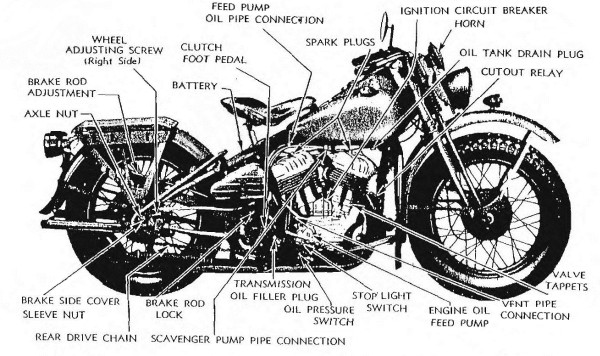 FEED PUMP
OIL PIPE CONNECTION
IGNITION CIRCUIT BREAKER
HORN
WHEEL
ADJUSTING SCREW
(Right Side)
CLUTCH
FOOT PEDAL
SPARK PLUGS
OIL TANK DRAIN PLUG
CUTOUT RELAY
BRAKE ROD
ADJUSTMENT
BATTERY
AXLE NUT
BRAKE SIDE COVER
SLEEVE NUT
BRAKE ROD
LOCK
TRANSMISSION
OIL FILLER PLUG
OIL PRESSURE
SWITCH
STOP LIGHT
SWITCH
ENGINE OIL
FEED PUMP
VENT PIPE
CONNECTION
VALVE
TAPPETS
REAR DRIVE CHAIN
SCAVENGER PUMP PIPE CONNECTION